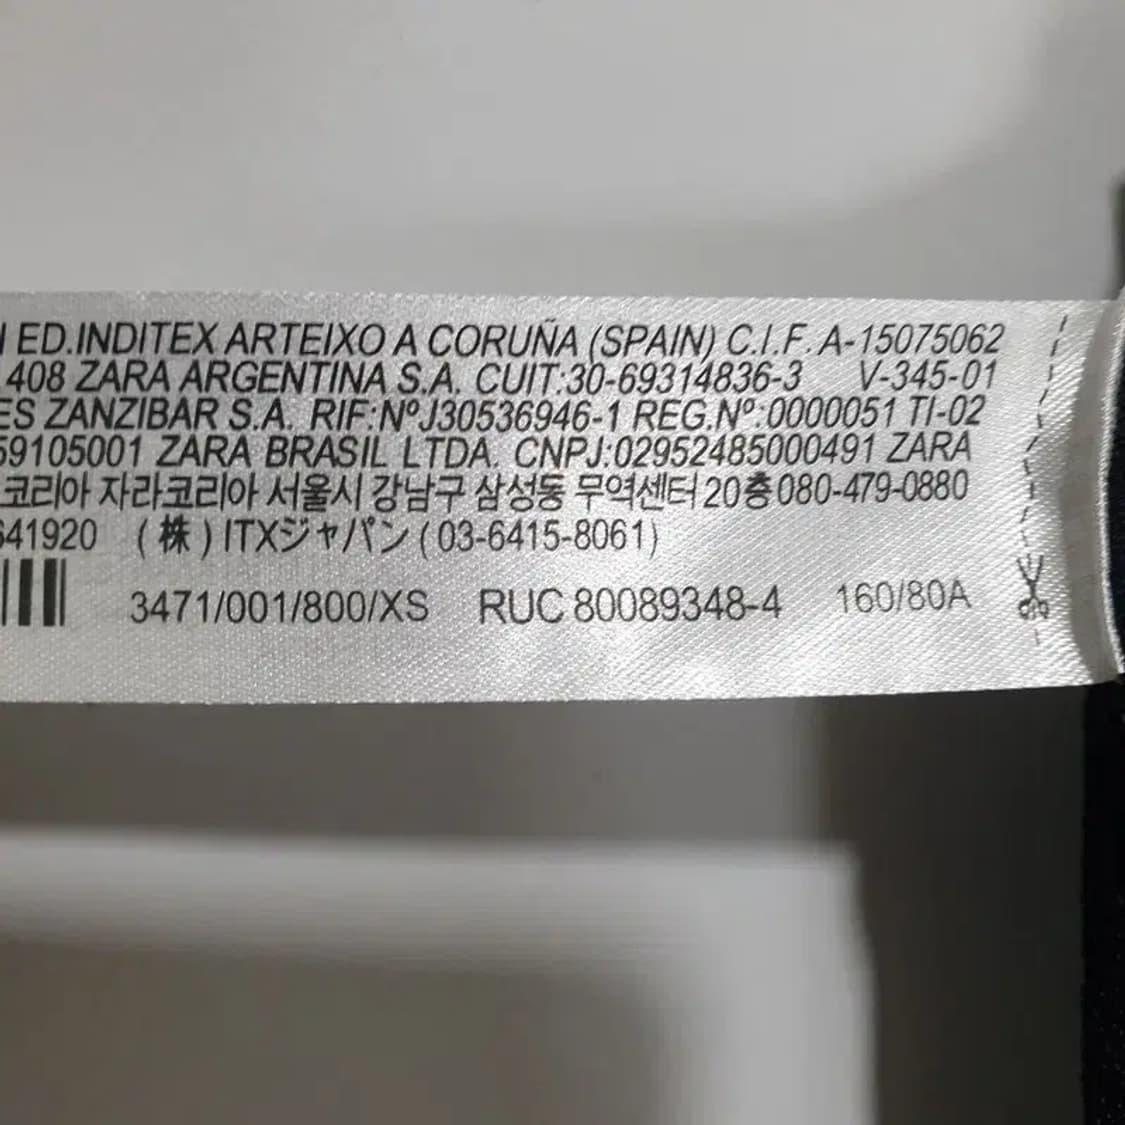 ED.INDITEX ARTEIXO A CORUÑA (SPAIN) C.I.F. A-15075062
408 ZARA ARGENTINA S.A. CUIT:30-69314836-3 V-345-01
ES ZANZIBAR S.A. RIF:NºJ30536946-1 REG.Nº:0000051 TI-02
59105001 ZARA BRASIL LTDA. CNPJ:02952485000491 ZARA
코리아 자라코리아 서울시 강남구 삼성동 무역센터20층080-479-0880
641920 (株)ITXジャパン(03-6415-8061)
3471/001/800/XS RUC 80089348-4 160/80A